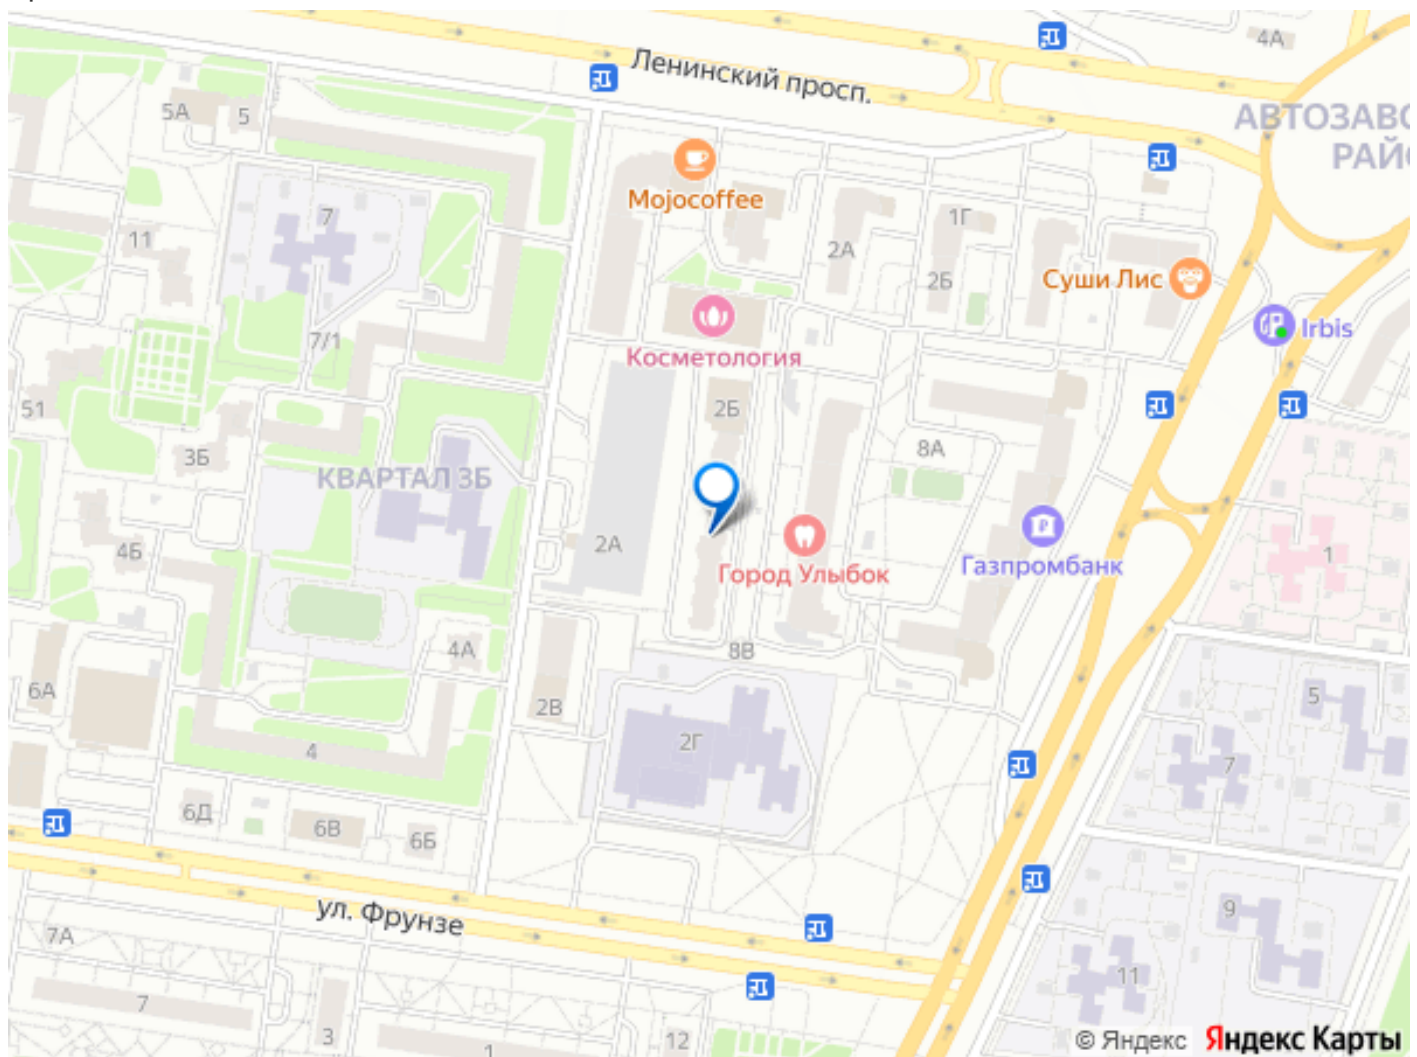 Ленинский просп.
4А
5А
5
АВТОЗАВО
РАЙО
Mojocoffee
7
11
2А
1Г
2Б
Суши Лис
Irbis
7/1
Косметология
51
2Б
3Б
КВАРТАЛ 3Б
8А
4Б
2А
Город Улыбок
Газпромбанк
1
4А
8В
6А
2В
5
4
2Г
7
6Д
6В
6Б
ул. Фрунзе
9
7А
11
7
3
1
12
© Яндекс Яндекс Карты